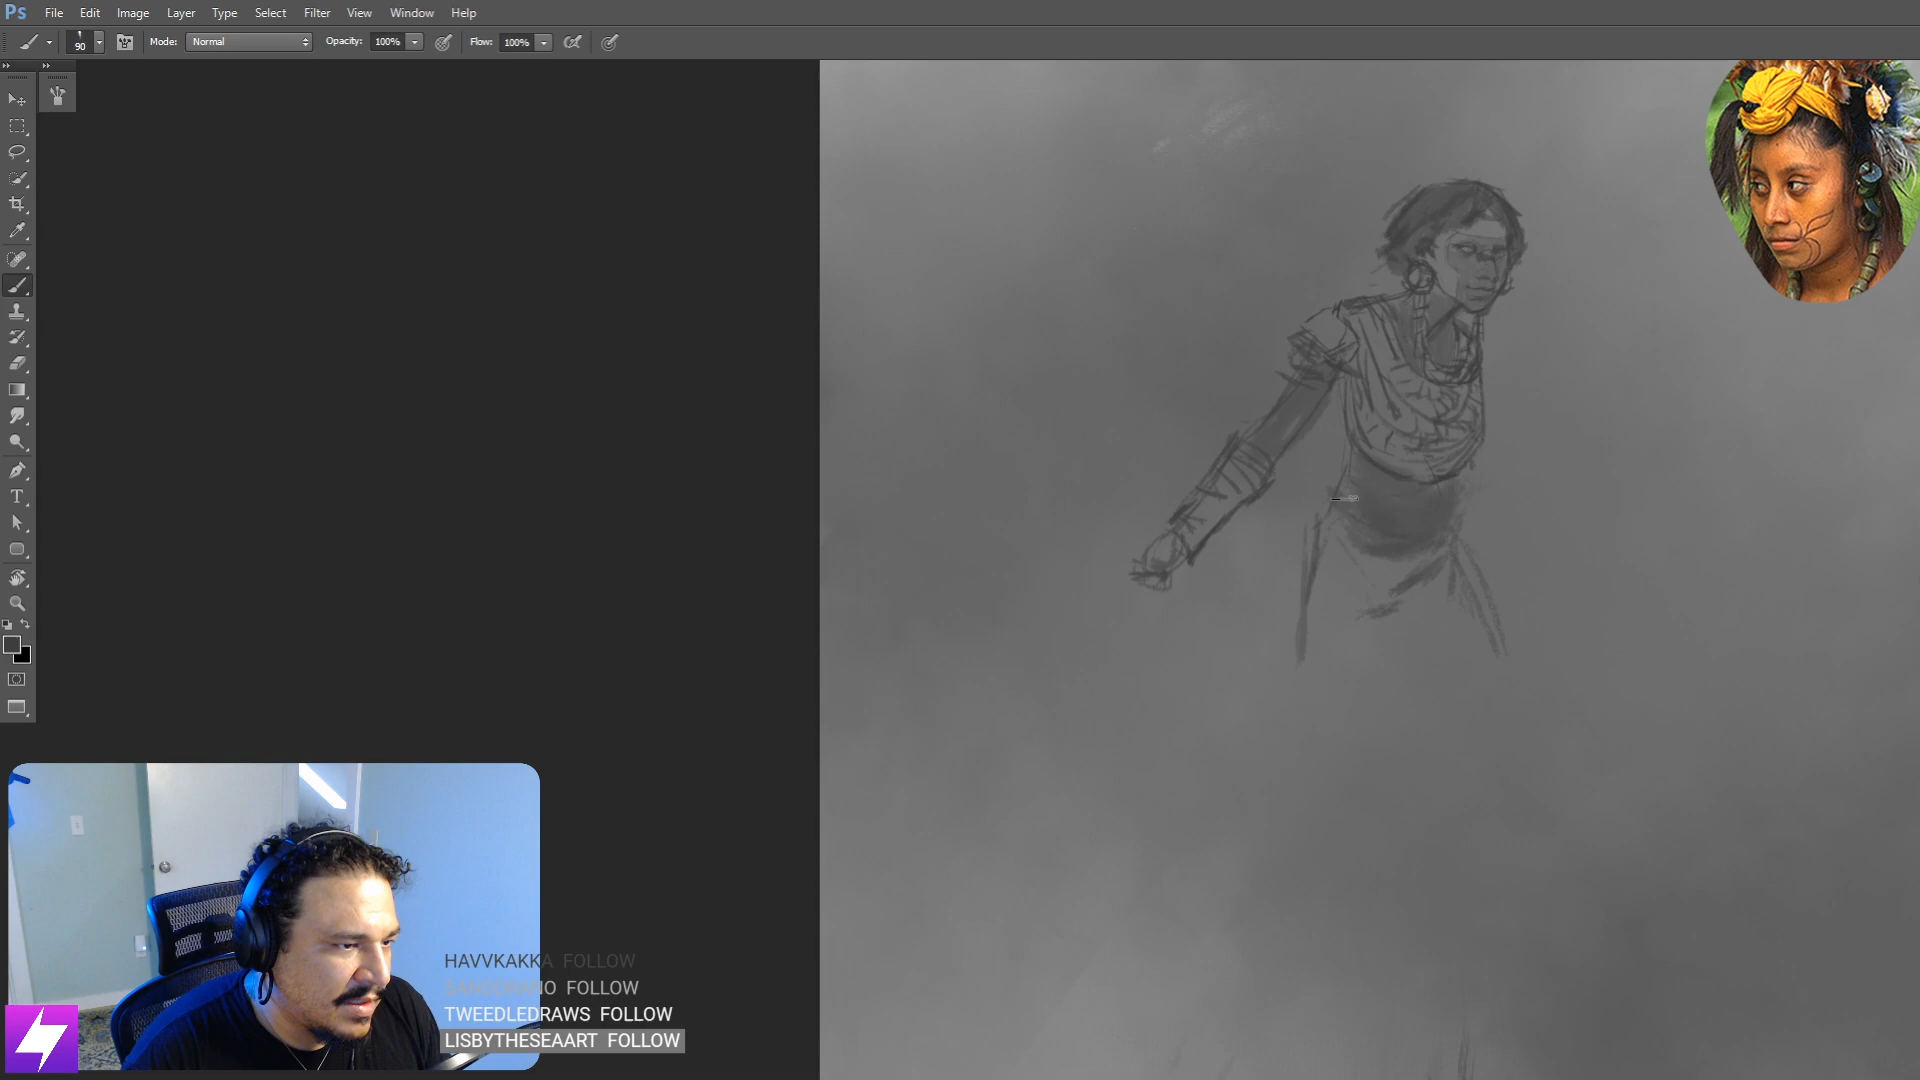 Ps File Edit Image Layer Type Select Filter View Window Help
90 Mode: Normal Opacity: 100% Flow: 100%
T
HAVVKAKKA FOLLOW
FOLLOW
TWEEDLEDRAWS FOLLOW
LISBYTHESEAART FOLLOW